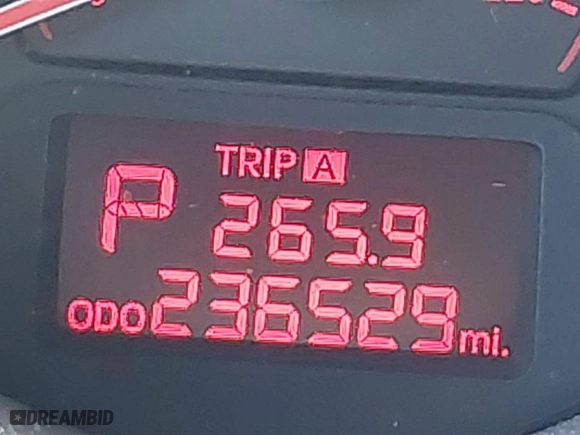 TRIP A
P 265.9
ODO 236529 mi.
DREAMBID